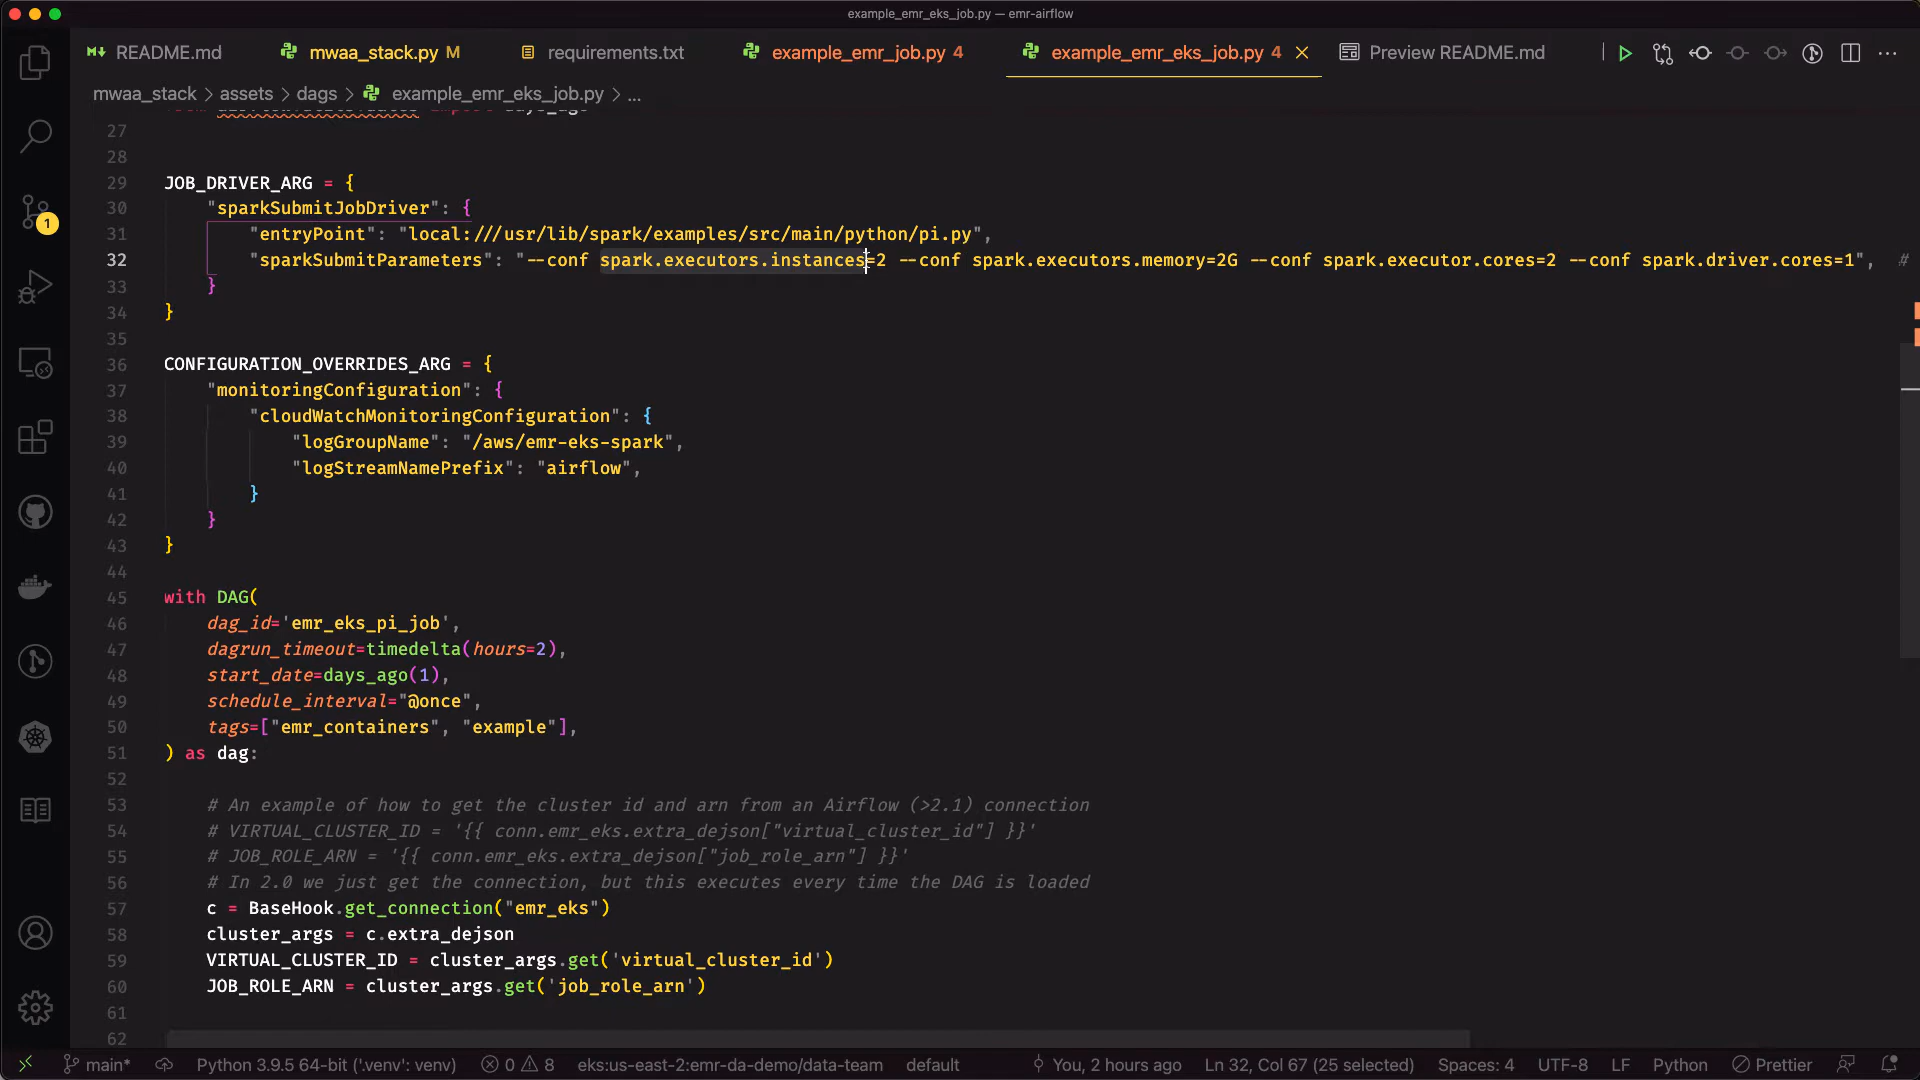 example_emr_eks_job.py — emr-airflow
README.md
mwaa_stack.py M
requirements.txt
example_emr_job.py 4
example_emr_eks_job.py 4
Preview README.md
mwaa_stack > assets > dags > example_emr_eks_job.py > ...
27
28
29 JOB_DRIVER_ARG = {
30 "sparkSubmitJobDriver": {
31 "entryPoint": "local:///usr/lib/spark/examples/src/main/python/pi.py",
32 "sparkSubmitParameters": "--conf spark.executors.instances=2 --conf spark.executors.memory=2G --conf spark.executor.cores=2 --conf spark.driver.cores=1", #
33 }
34 }
35
36 CONFIGURATION_OVERRIDES_ARG = {
37 "monitoringConfiguration": {
38 "cloudWatchMonitoringConfiguration": {
39 "logGroupName": "/aws/emr-eks-spark",
40 "logStreamNamePrefix": "airflow",
41 }
42 }
43 }
44
45 with DAG(
46 dag_id='emr_eks_pi_job',
47 dagrun_timeout=timedelta(hours=2),
48 start_date=days_ago(1),
49 schedule_interval="@once",
50 tags=["emr_containers", "example"],
51 ) as dag:
52
53 # An example of how to get the cluster id and arn from an Airflow (>2.1) connection
54 # VIRTUAL_CLUSTER_ID = '{{ conn.emr_eks.extra_dejson["virtual_cluster_id"] }}'
55 # JOB_ROLE_ARN = '{{ conn.emr_eks.extra_dejson["job_role_arn"] }}'
56 # In 2.0 we just get the connection, but this executes every time the DAG is loaded
57 c = BaseHook.get_connection("emr_eks")
58 cluster_args = c.extra_dejson
59 VIRTUAL_CLUSTER_ID = cluster_args.get('virtual_cluster_id')
60 JOB_ROLE_ARN = cluster_args.get('job_role_arn')
61
62
1
main* Python 3.9.5 64-bit ('.venv': venv) 0 8 eks:us-east-2:emr-da-demo/data-team default You, 2 hours ago Ln 32, Col 67 (25 selected) Spaces: 4 UTF-8 LF Python Prettier